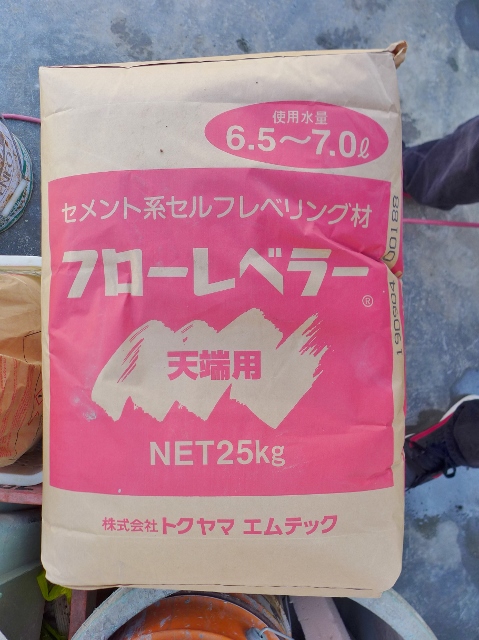 使用水量
6.5〜7.0ℓ
セメント系セルフレベリング材
フローレベラー
®
天端用
NET25kg
株式会社トクヤマ エムテック
190904 D00188